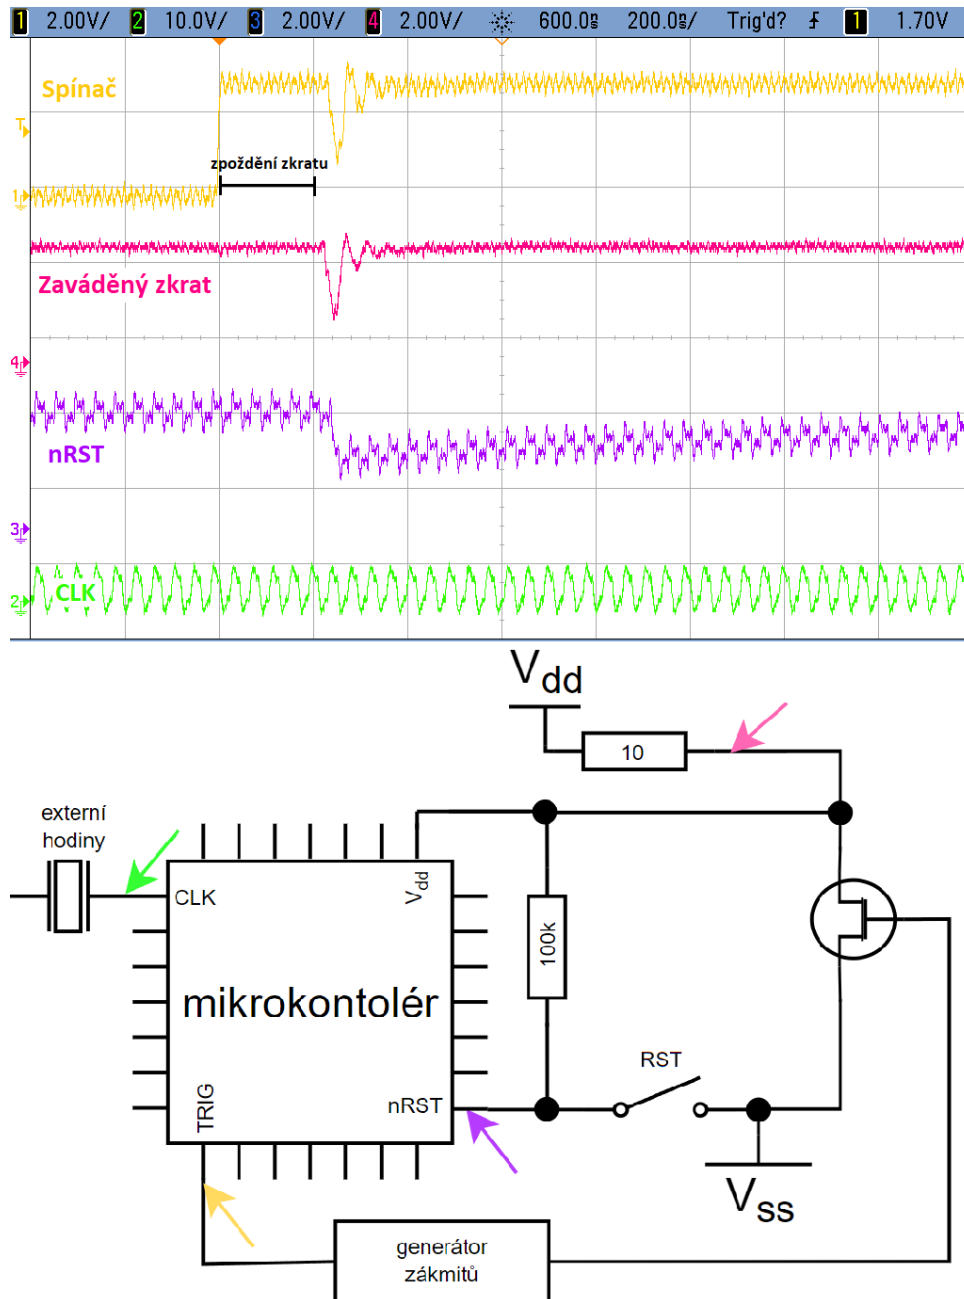 1 2.00V/ 2 10.0V/ 3 2.00V/ 4 2.00V/ 600.0s 200.0s/ Trig'd? 1 1.70V
Spínač
T
zpoždění zkratu
1
Zaváděný zkrat
4
nRST
3
CLK
2
Vdd
10
externí
hodiny
CLK
Vdd
100k
mikrokontolér
RST
TRIG
nRST
Vss
generátor
zákmitů